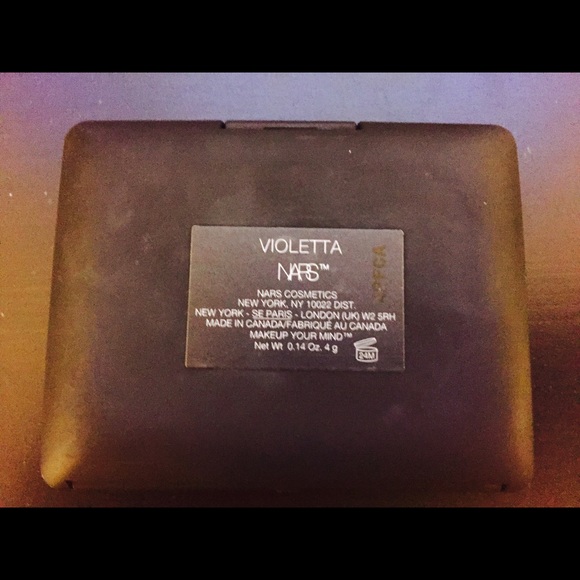 VIOLETTA
NARS™
NARS COSMETICS
NEW YORK, NY 10022 DIST.
NEW YORK - SE PARIS - LONDON (UK) W2 5RH
MADE IN CANADA/FABRIQUÉ AU CANADA
MAKEUP YOUR MIND™
Net Wt 0.14 Oz. 4 g
24M